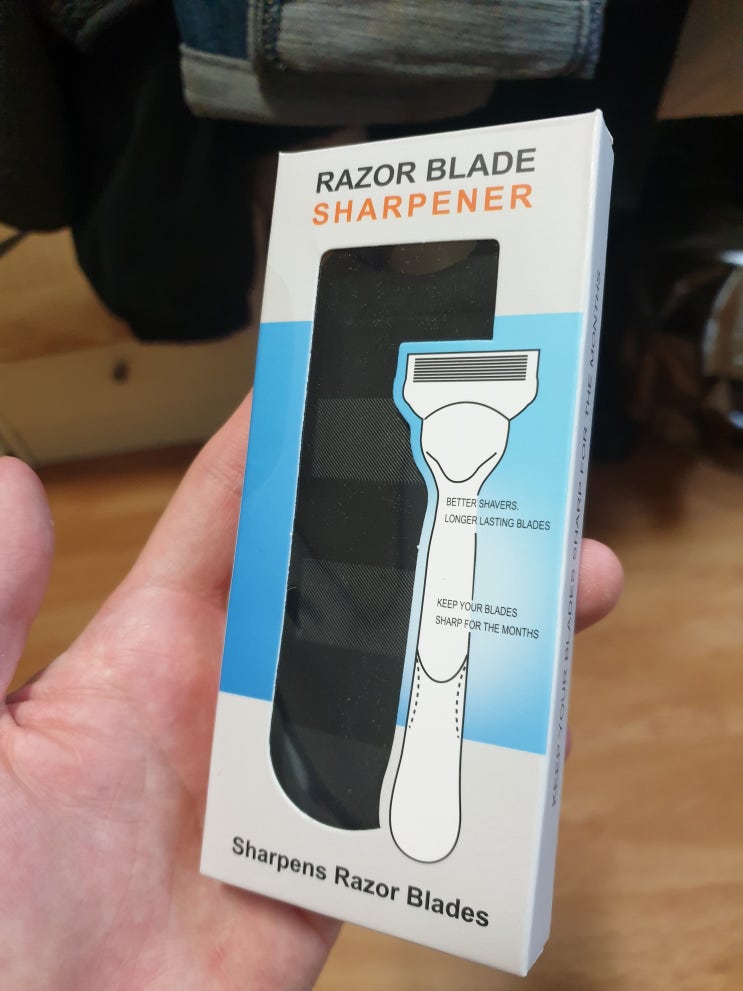 RAZOR BLADE
SHARPENER
BETTER SHAVERS.
LONGER LASTING BLADES
KEEP YOUR BLADES
SHARP FOR THE MONTHS
Sharpens Razor Blades
KEEP YOUR BLADES SHARP FOR THE MONTHS